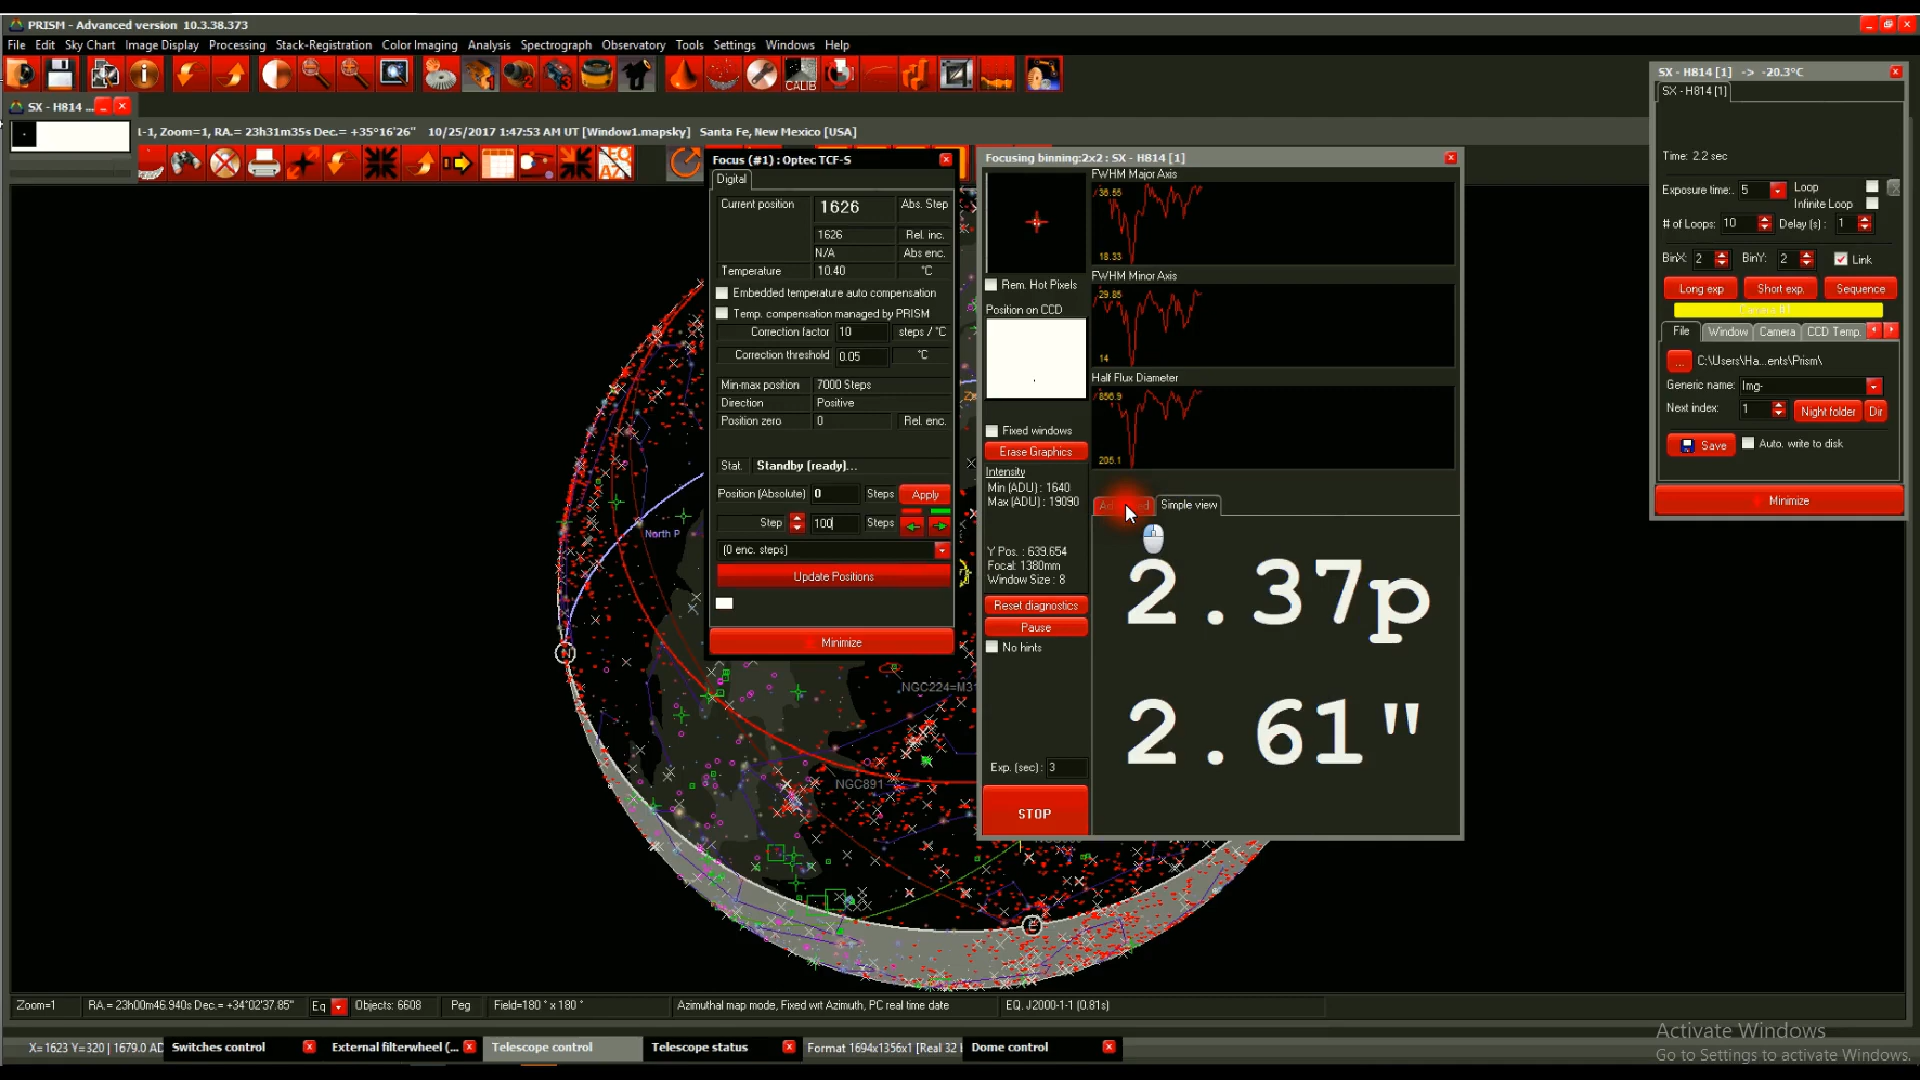 PRISM - Advanced version 10.3.38.373
File Edit Sky Chart Image Display Processing Stack-Registration Color Imaging Analysis Spectrograph Observatory Tools Settings Windows Help
CALIB
SX - H814 ...
L-1, Zoom=1, RA.= 23h31m35s Dec.= +35°16'26" 10/25/2017 1:47:53 AM UT [Window1.mapsky] Santa Fe, New Mexico [USA]
EQ
AZ
Focus (#1) : Optec TCF-S
Digital
Current position 1626 Abs. Step
1626 Rel. inc.
N/A Abs enc.
Temperature 10.40 °C
Embedded temperature auto compensation
Temp. compensation managed by PRISM
Correction factor 10 steps / °C
Correction threshold 0.05 °C
Min-max position 7000 Steps
Direction Positive
Position zero 0 Rel. enc.
Stat. Standby (ready)...
Position (Absolute) 0 Steps Apply
Step 100 Steps
(0 enc. steps)
Update Positions
Minimize
Focusing binning:2x2 : SX - H814 [1]
FWHM Major Axis
36.55
18.33
Rem. Hot Pixels
FWHM Minor Axis
29.85
14
Position on CCD
Half Flux Diameter
856.9
205.1
Fixed windows
Erase Graphics
Intensity
Min (ADU) : 1640
Max (ADU) : 19090
Simple view
Y Pos. : 639.654
Focal: 1380mm
Window Size : 8
Reset diagnostics
Pause
No hints
2.37p
2.61"
Exp. (sec) : 3
STOP
SX - H814 [1] -> -20.3°C
SX - H814 [1]
Time: 2.2 sec
Exposure time:. 5 Loop
Infinite Loop
# of Loops: 10 Delay (s) : 1
BinX: 2 BinY: 2 Link
Long exp Short exp. Sequence
File Window Camera CCD Temp.
... C:\Users\Ha...ents\Prism\
Generic name: Img-
Next index: 1 Night folder Dir
Save Auto. write to disk
Minimize
North P
NGC224=M31
NGC891
Zoom=1 RA.= 23h00m46.940s Dec.= +34°02'37.85" Eq Objects: 6608 Peg Field=180 ° x 180 ° Azimuthal map mode, Fixed wrt Azimuth, PC real time date EQ. J2000-1-1 (0.81s)
X= 1623 Y=320 | 1679.0 AD Switches control External filterwheel (... Telescope control Telescope status Format 1694x1356x1 [Real 32 Dome control
Activate Windows
Go to Settings to activate Windows.